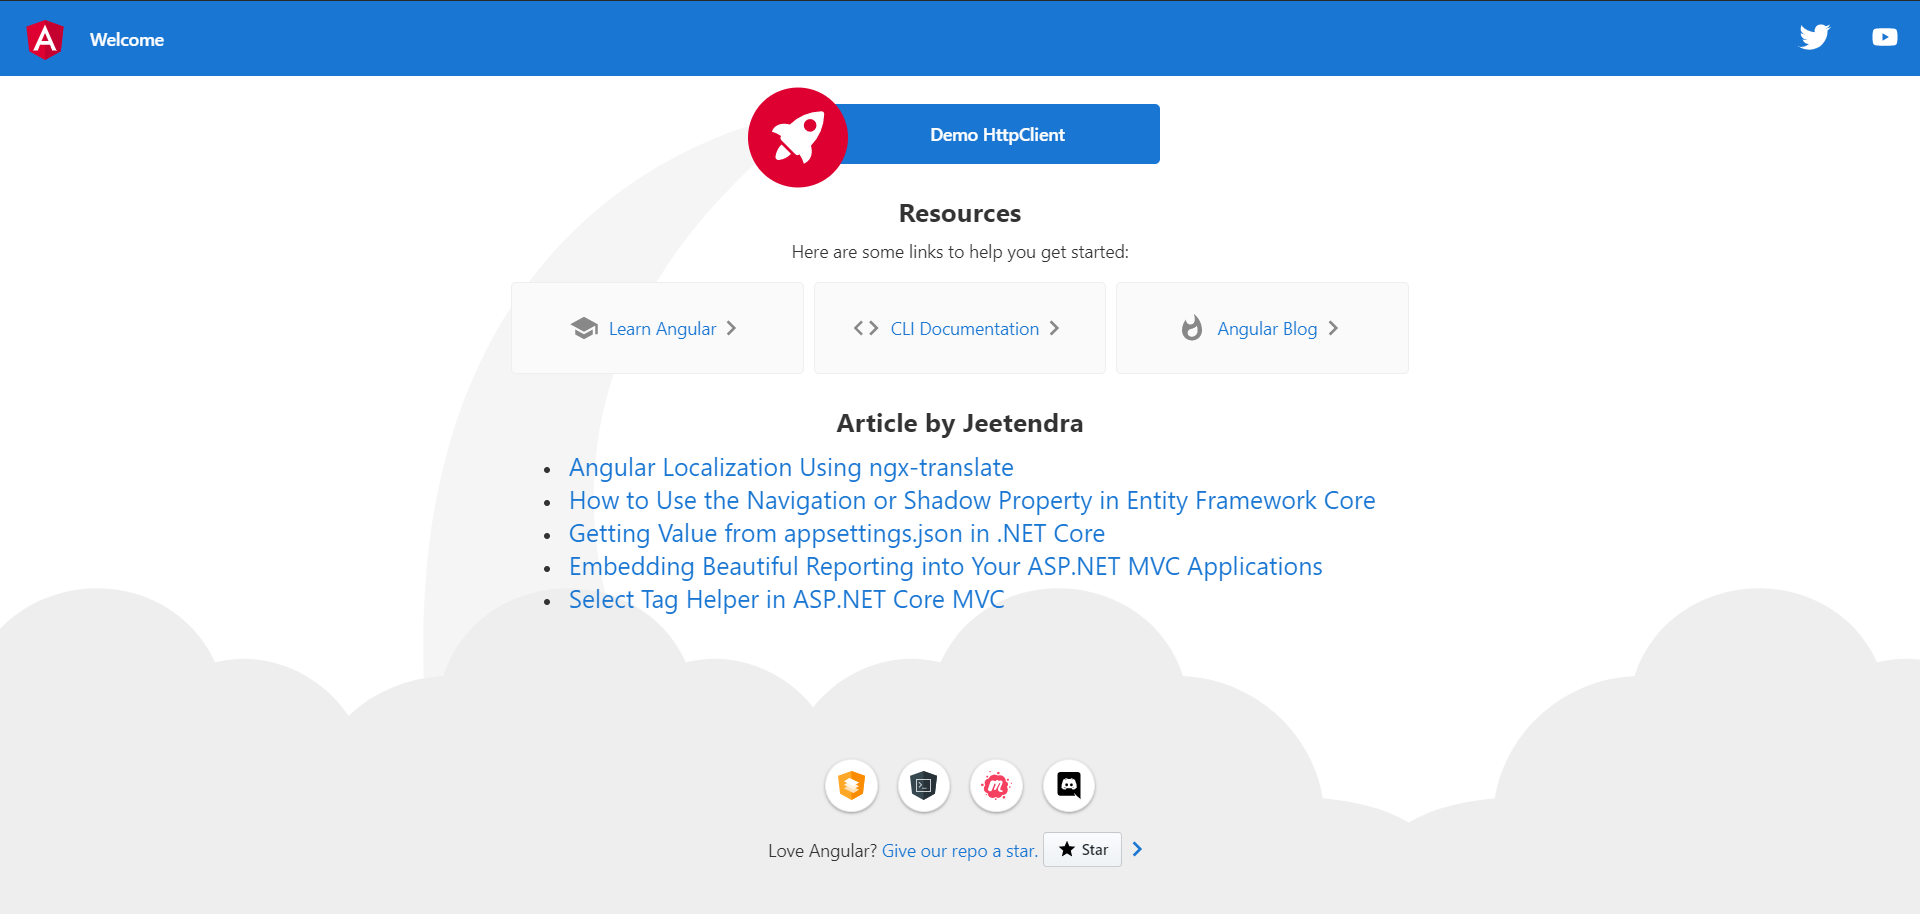 Welcome
Demo HttpClient
Resources
Here are some links to help you get started:
Learn Angular
CLI Documentation
Angular Blog
Article by Jeetendra
Angular Localization Using ngx-translate
How to Use the Navigation or Shadow Property in Entity Framework Core
Getting Value from appsettings.json in .NET Core
Embedding Beautiful Reporting into Your ASP.NET MVC Applications
Select Tag Helper in ASP.NET Core MVC
Love Angular? Give our repo a star. Star